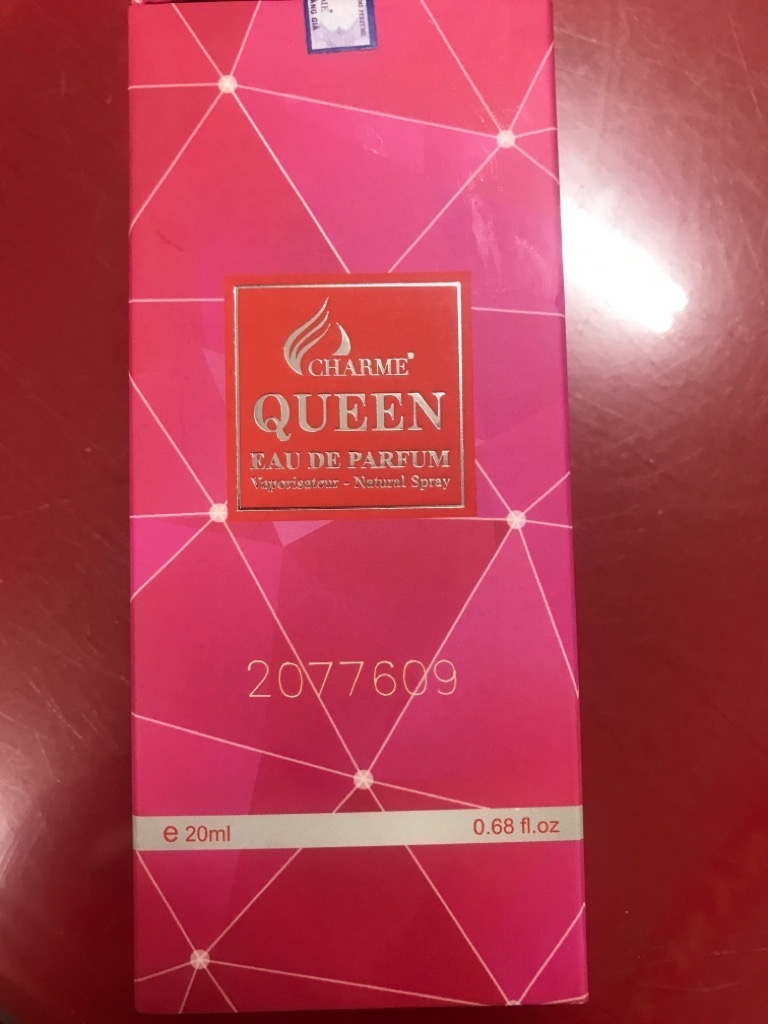 CHARME®
QUEEN
EAU DE PARFUM
Vaporisateur - Natural Spray
2077609
e 20ml
0.68 fl.oz